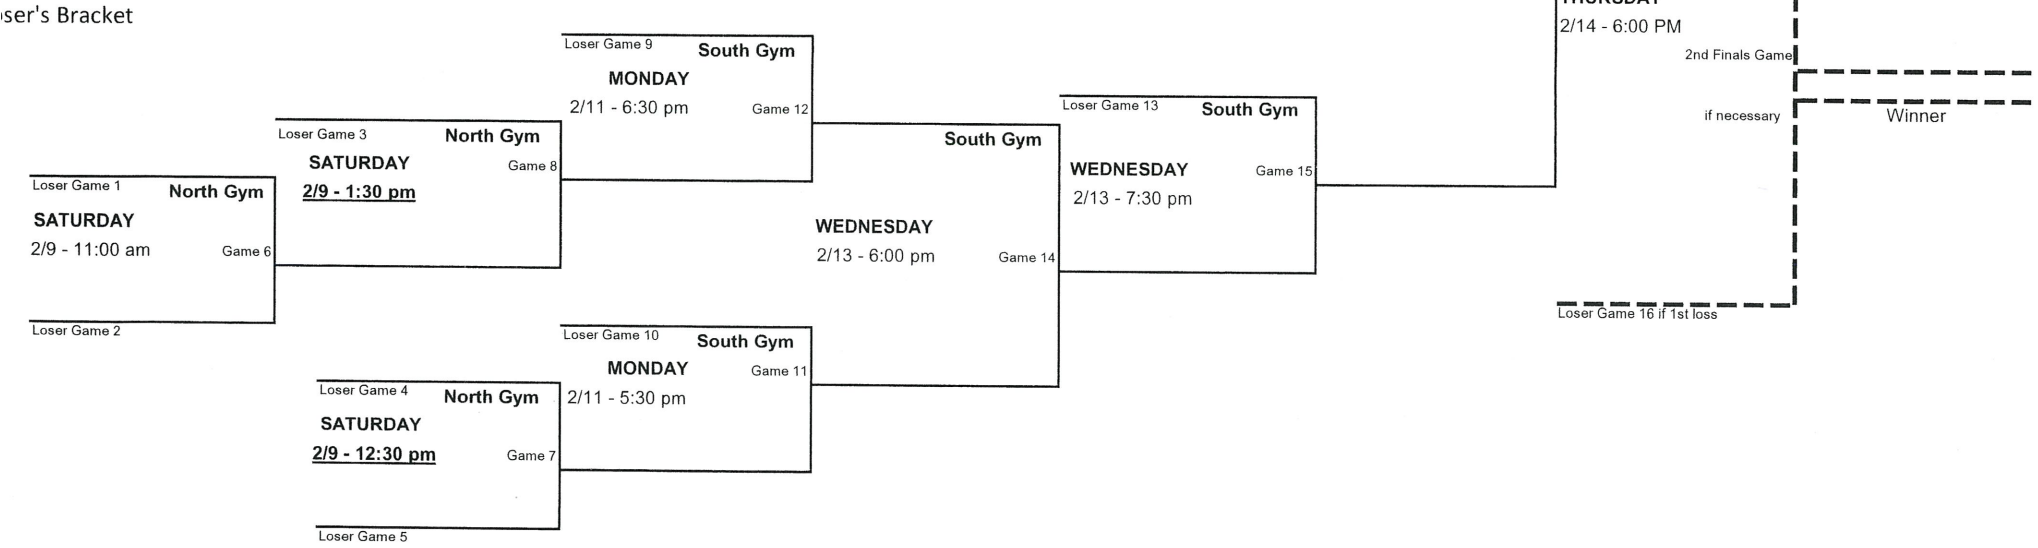 oser's Bracket
THURSDAY
2/14 - 6:00 PM
2nd Finals Game
if necessary
Winner
Loser Game 16 if 1st loss
Loser Game 9
South Gym
MONDAY
2/11 - 6:30 pm
Game 12
Loser Game 13
South Gym
WEDNESDAY
2/13 - 7:30 pm
Game 15
Loser Game 3
North Gym
SATURDAY
2/9 - 1:30 pm
Game 8
South Gym
WEDNESDAY
2/13 - 6:00 pm
Game 14
Loser Game 1
North Gym
SATURDAY
2/9 - 11:00 am
Game 6
Loser Game 2
Loser Game 10
South Gym
MONDAY
2/11 - 5:30 pm
Game 11
Loser Game 4
North Gym
SATURDAY
2/9 - 12:30 pm
Game 7
Loser Game 5